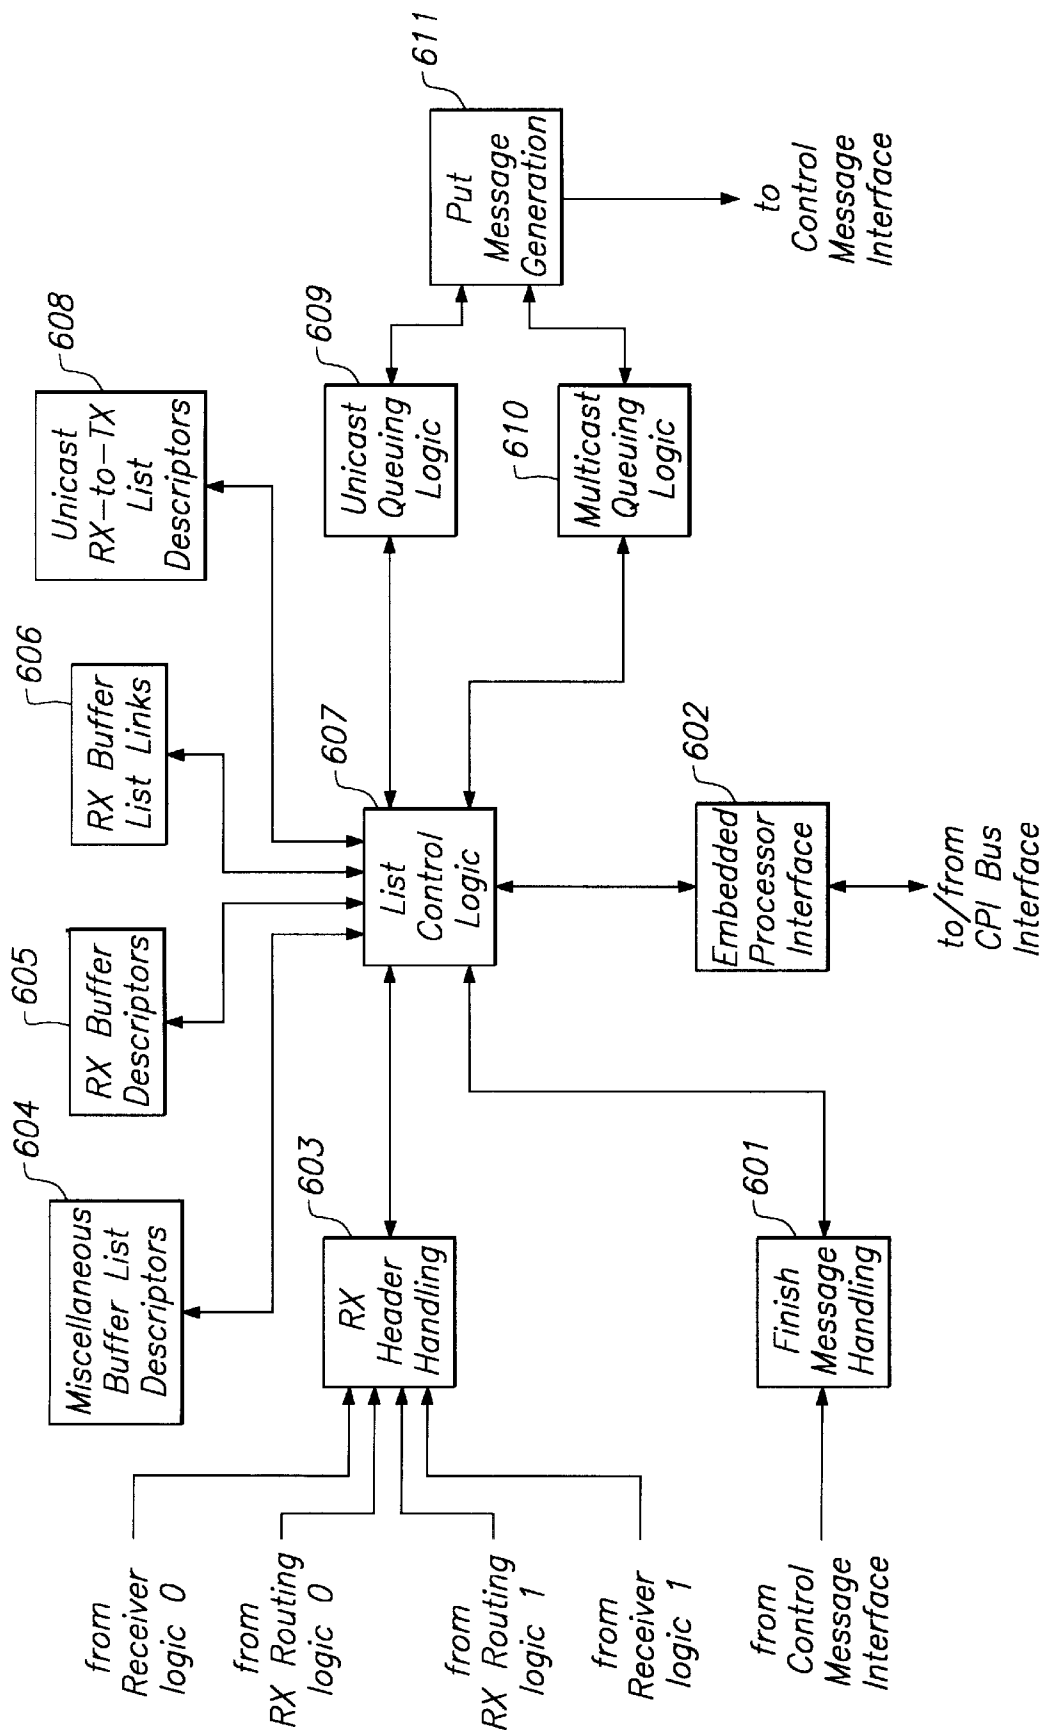 Miscellaneous
Buffer List
Descriptors
604
RX Buffer
Descriptors
605
RX Buffer
List Links
606
Unicast
RX-to-TX
List
Descriptors
608
from
Receiver
logic 0
from
RX Routing
logic 0
from
RX Routing
logic 1
from
Receiver
logic 1
RX
Header
Handling
603
List
Control
Logic
607
Unicast
Queuing
Logic
609
Multicast
Queuing
Logic
610
Put
Message
Generation
611
to
Control
Message
Interface
from
Control
Message
Interface
Finish
Message
Handling
601
Embedded
Processor
Interface
602
to/from
CPI Bus
Interface